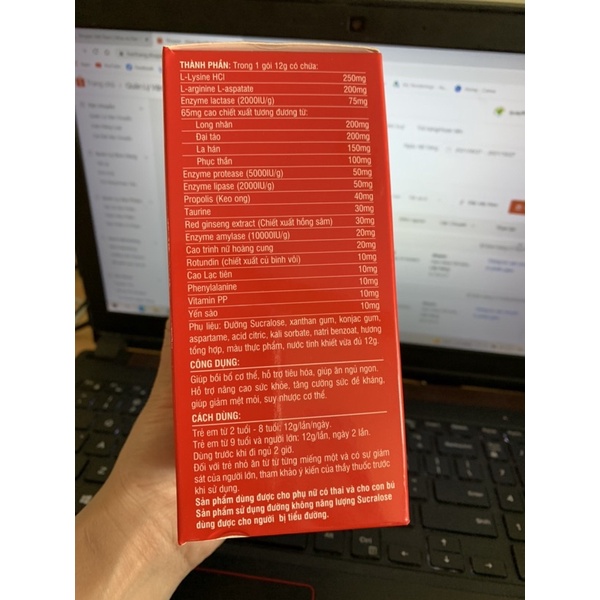 THÀNH PHẦN: Trong 1 gói 12g có chứa:
L-Lysine HCl 250mg
L-arginine L-aspatate 200mg
Enzyme lactase (2000IU/g) 75mg
65mg cao chiết xuất tương đương từ:
Long nhãn 200mg
Đại táo 200mg
La hán 150mg
Phục thần 100mg
Enzyme protease (5000IU/g) 50mg
Enzyme lipase (2000IU/g) 50mg
Propolis (Keo ong) 40mg
Taurine 30mg
Red ginseng extract (Chiết xuất hồng sâm) 30mg
Enzyme amylase (10000IU/g) 20mg
Cao trinh nữ hoàng cung 20mg
Rotundin (chiết xuất củ bình vôi) 10mg
Cao Lạc tiên 10mg
Phenylalanine 10mg
Vitamin PP 10mg
Yến sào 10mg
Phụ liệu: Đường Sucralose, xanthan gum, konjac gum,
aspartame, acid citric, kali sorbate, natri benzoat, hương
tổng hợp, màu thực phẩm, nước tinh khiết vừa đủ 12g.
CÔNG DỤNG:
Giúp bồi bổ cơ thể, hỗ trợ tiêu hóa, giúp ăn ngủ ngon.
Hỗ trợ nâng cao sức khỏe, tăng cường sức đề kháng,
giúp giảm mệt mỏi, suy nhược cơ thể.
CÁCH DÙNG:
Trẻ em từ 2 tuổi - 8 tuổi: 12g/lần/ngày.
Trẻ em từ 9 tuổi và người lớn: 12g/lần, ngày 2 lần.
Dùng trước khi đi ngủ 2 giờ.
Đối với trẻ nhỏ ăn từ từ từng miếng một và có sự giám
sát của người lớn, tham khảo ý kiến của thầy thuốc trước
khi sử dụng.
Sản phẩm dùng được cho phụ nữ có thai và cho con bú
Sản phẩm sử dụng đường không năng lượng Sucralose
dùng được cho người bị tiểu đường.